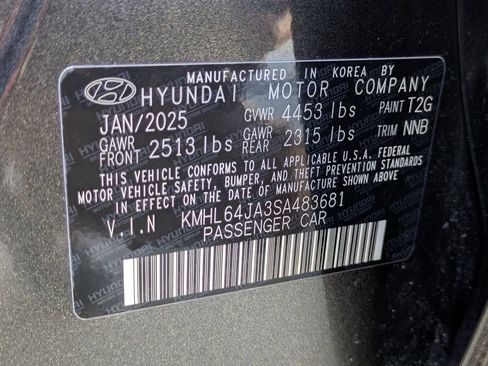 MANUFACTURED IN KOREA BY
HYUNDAI MOTOR COMPANY
JAN/2025 GVWR 4453 lbs PAINT T2G
GAWR FRONT 2513 lbs GAWR REAR 2315 lbs TRIM NNB
THIS VEHICLE CONFORMS TO ALL APPLICABLE U.S.A. FEDERAL
MOTOR VEHICLE SAFETY, BUMPER, AND THEFT PREVENTION STANDARDS
IN EFFECT ON THE DATE OF MANUFACTURE SHOWN ABOVE.
V.I.N KMHL64JA3SA483681
PASSENGER CAR